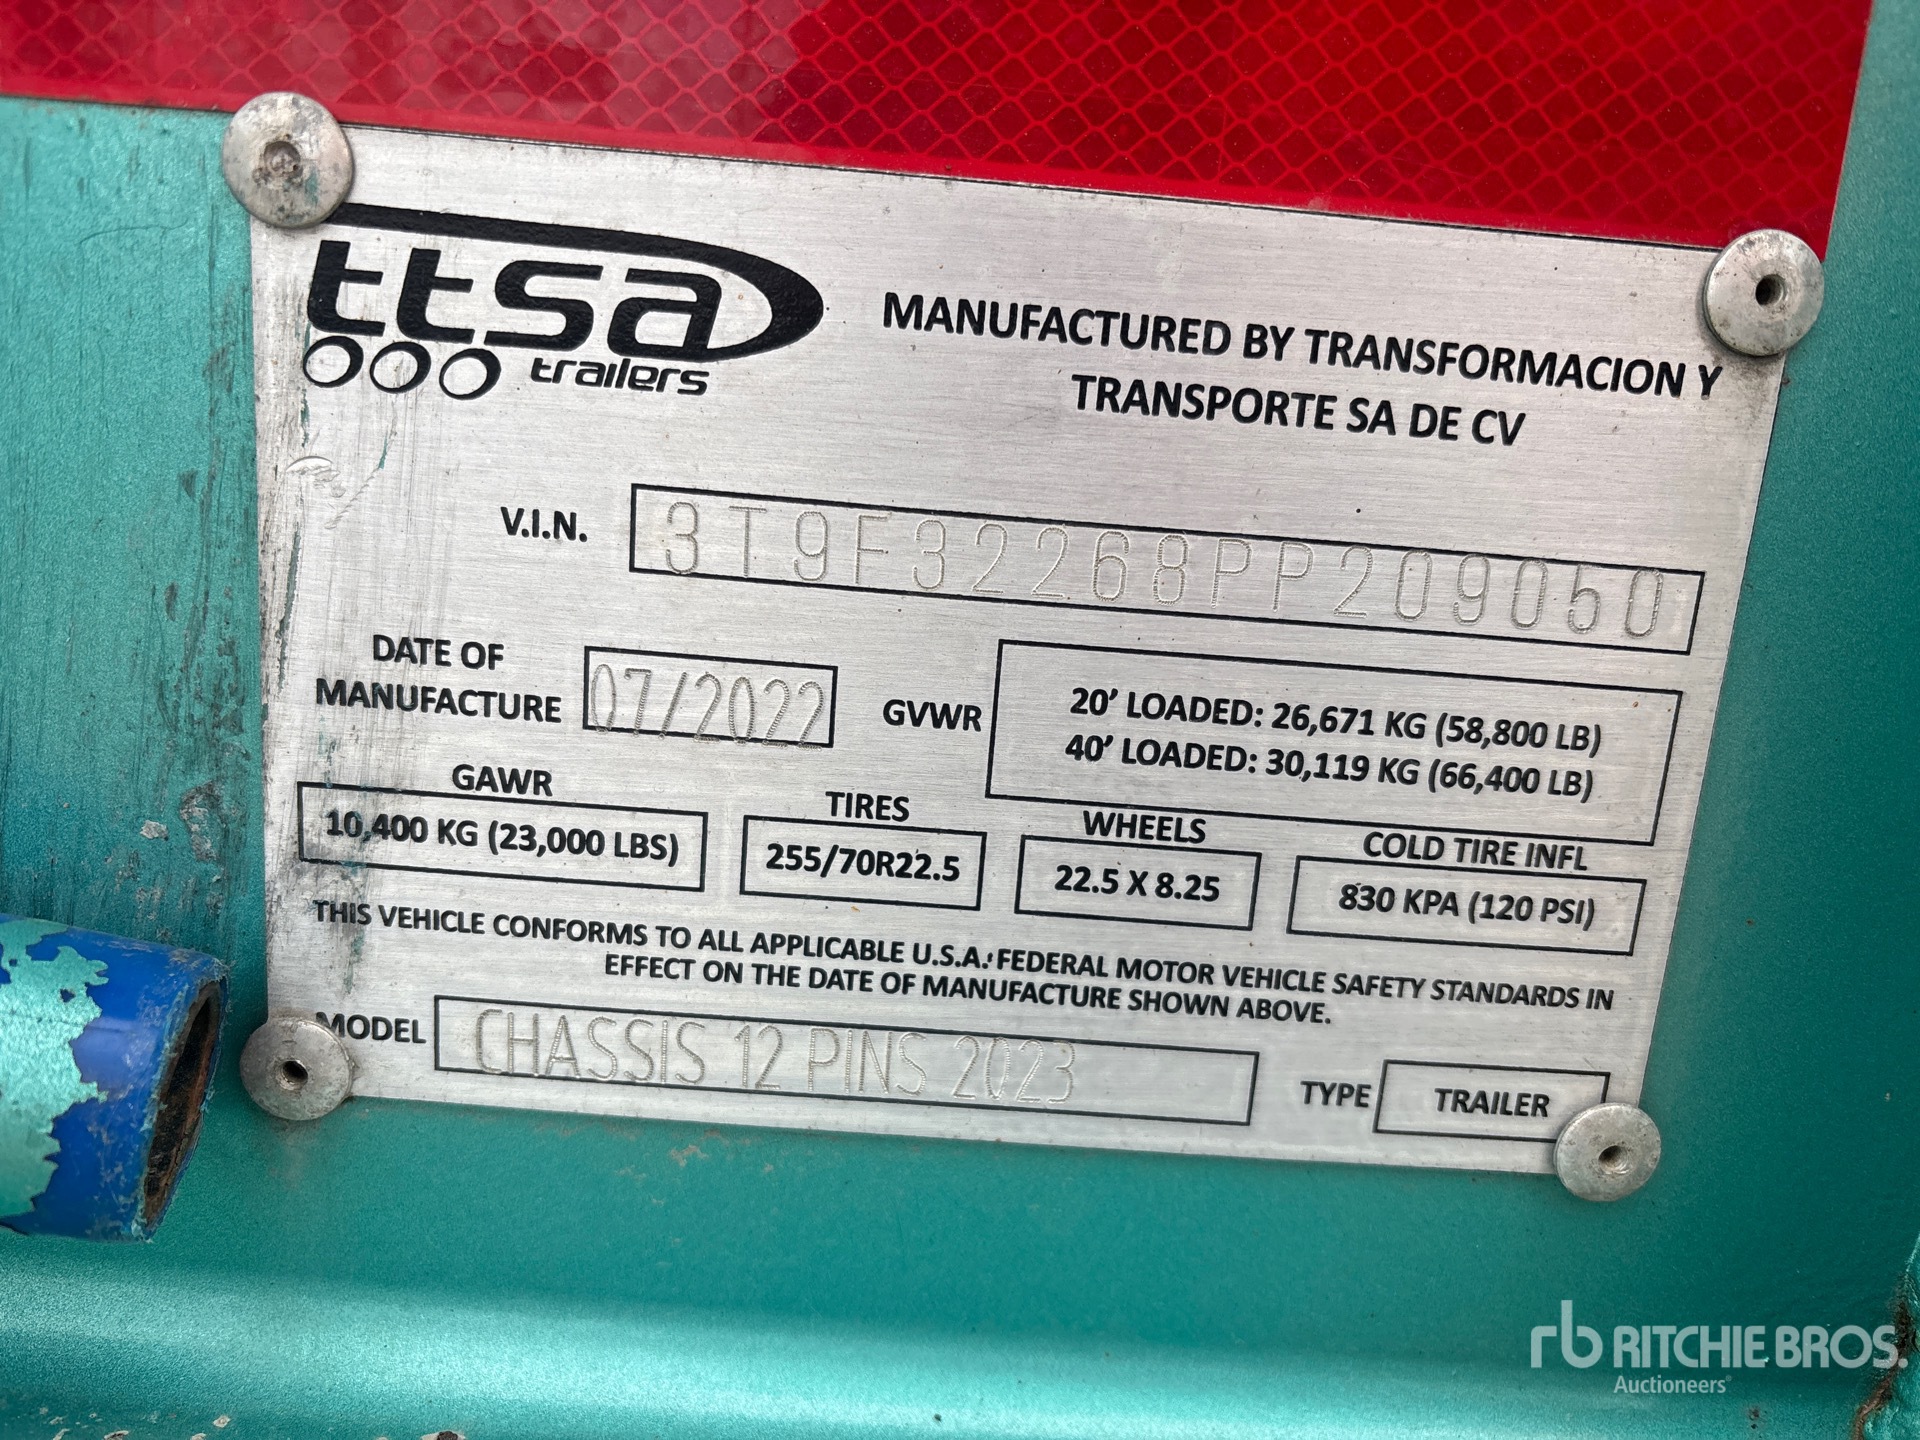 ttsa
trailers
MANUFACTURED BY TRANSFORMACION Y
TRANSPORTE SA DE CV
V.I.N. 3T9F32268PP209050
DATE OF
MANUFACTURE 07/2022
GVWR 20' LOADED: 26,671 KG (58,800 LB)
40' LOADED: 30,119 KG (66,400 LB)
GAWR
10,400 KG (23,000 LBS)
TIRES
255/70R22.5
WHEELS
22.5 X 8.25
COLD TIRE INFL
830 KPA (120 PSI)
THIS VEHICLE CONFORMS TO ALL APPLICABLE U.S.A. FEDERAL MOTOR VEHICLE SAFETY STANDARDS IN
EFFECT ON THE DATE OF MANUFACTURE SHOWN ABOVE.
MODEL CHASSIS 12 PINS 2023
TYPE TRAILER
rb RITCHIE BROS.
Auctioneers